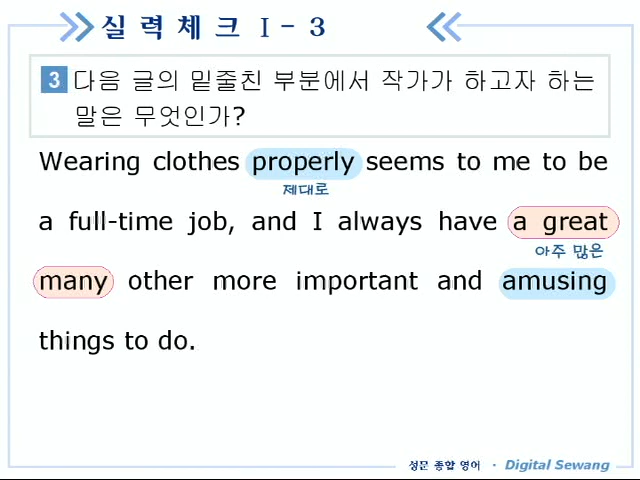 실력체크 I - 3
3 다음 글의 밑줄친 부분에서 작가가 하고자 하는
말은 무엇인가?
Wearing clothes properly seems to me to be
제대로
a full-time job, and I always have a great
아주 많은
many other more important and amusing
things to do.
성문 종합 영어 · Digital Sewang